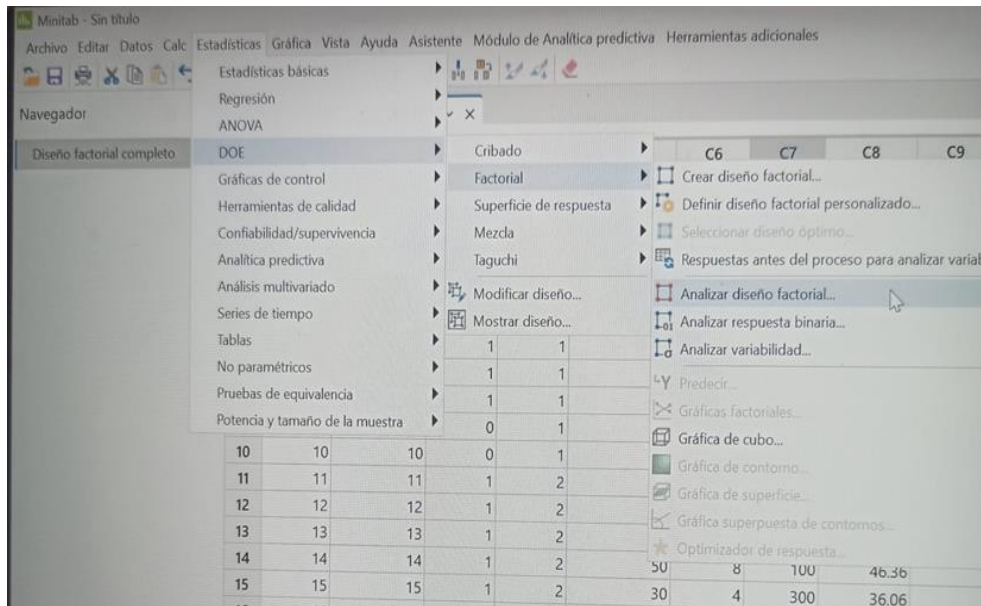 Minitab - Sin título
Archivo Editar Datos Calc Estadísticas Gráfica Vista Ayuda Asistente Módulo de Analítica predictiva Herramientas adicionales
Navegador
Diseño factorial completo
Estadísticas básicas
Regresión
ANOVA
DOE
Gráficas de control
Herramientas de calidad
Confiabilidad/supervivencia
Analítica predictiva
Análisis multivariado
Series de tiempo
Tablas
No paramétricos
Pruebas de equivalencia
Potencia y tamaño de la muestra
Cribado
Factorial
Superficie de respuesta
Mezcla
Taguchi
Modificar diseño...
Mostrar diseño...
C6 C7 C8 C9
Crear diseño factorial...
Definir diseño factorial personalizado...
Seleccionar diseño óptimo...
Respuestas antes del proceso para analizar variab
Analizar diseño factorial...
Analizar respuesta binaria...
Analizar variabilidad...
Predecir...
Gráficas factoriales...
Gráfica de cubo...
Gráfica de contorno...
Gráfica de superficie...
Gráfica superpuesta de contornos...
Optimizador de respuesta...
1 1
1 1
1 1
0 1
10 10 10 0 1
11 11 11 1 2
12 12 12 1 2
13 13 13 1 2
14 14 14 1 2 50 8 100 46.36
15 15 15 1 2 30 4 300 36.06